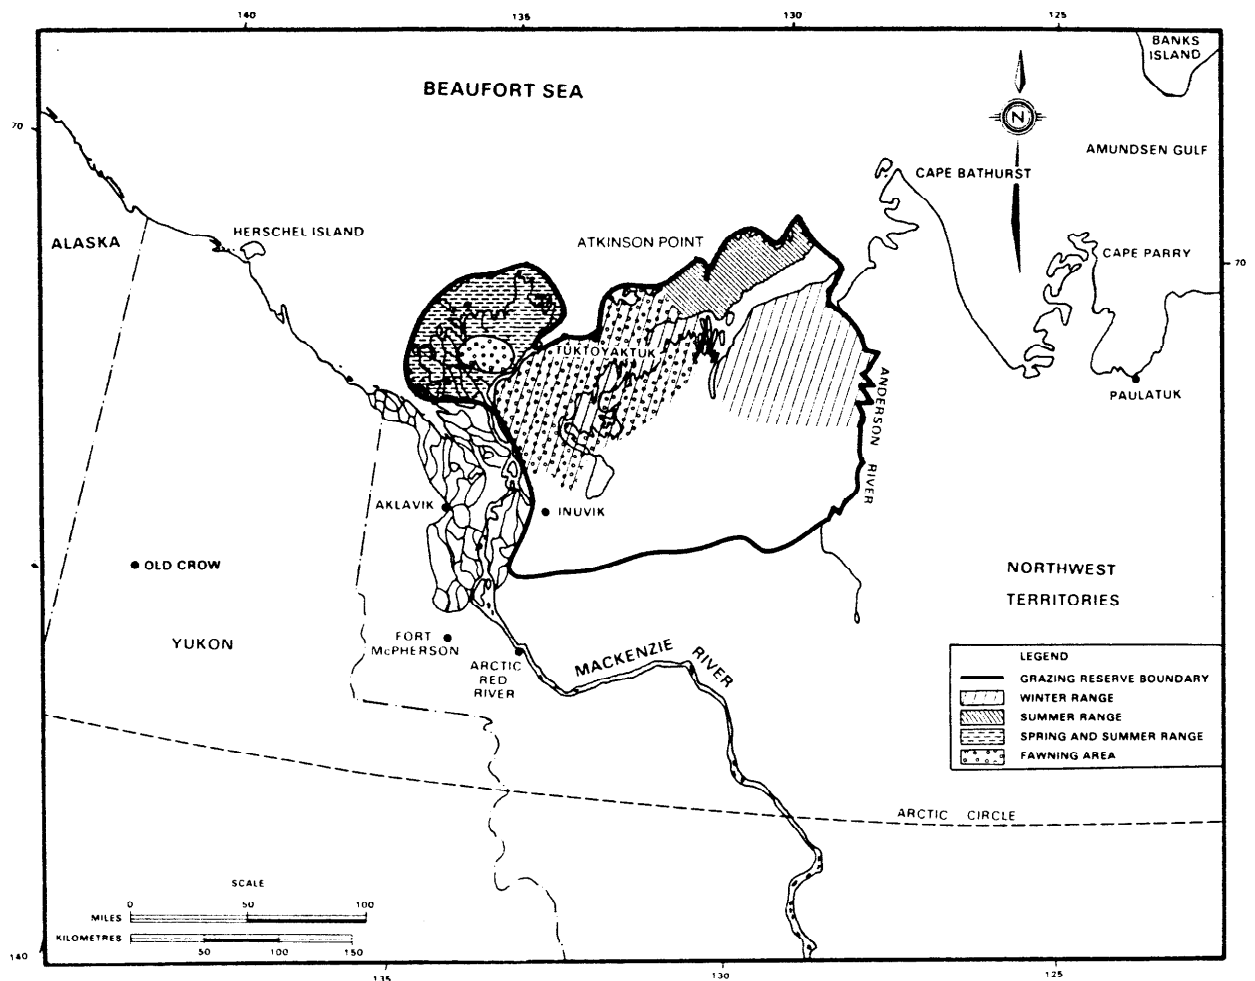 140
135
130
125
BANKS
ISLAND
BEAUFORT SEA
N
70
AMUNDSEN GULF
CAPE BATHURST
ALASKA
HERSCHEL ISLAND
ATKINSON POINT
CAPE PARRY
70
TUKTOYAKTUK
ANDERSON RIVER
PAULATUK
AKLAVIK
INUVIK
OLD CROW
NORTHWEST
TERRITORIES
YUKON
FORT
McPHERSON
ARCTIC
RED
RIVER
MACKENZIE RIVER
LEGEND
GRAZING RESERVE BOUNDARY
WINTER RANGE
SUMMER RANGE
SPRING AND SUMMER RANGE
FAWNING AREA
ARCTIC CIRCLE
SCALE
0 50 100
MILES
KILOMETRES
50 100 150
140
135
130
125